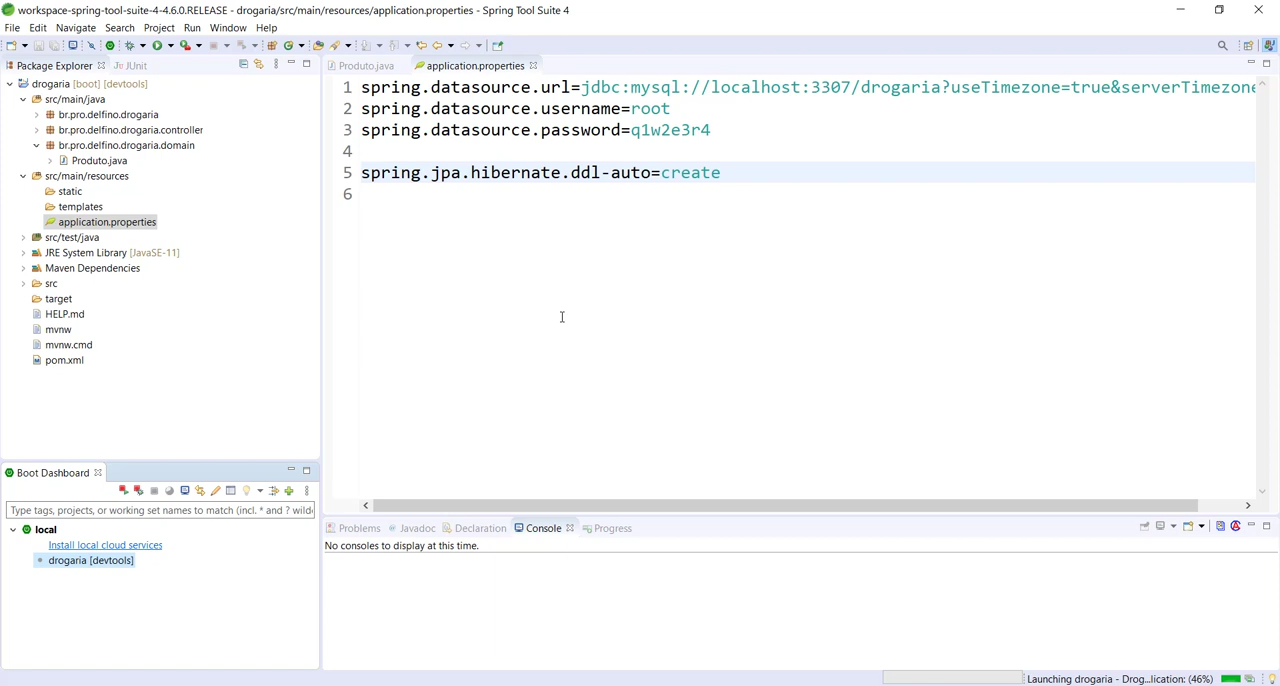 workspace-spring-tool-suite-4-4.6.0.RELEASE - drogaria/src/main/resources/application.properties - Spring Tool Suite 4
File Edit Navigate Search Project Run Window Help
Package Explorer JUnit
Produto.java application.properties
drogaria [boot] [devtools]
src/main/java
br.pro.delfino.drogaria
br.pro.delfino.drogaria.controller
br.pro.delfino.drogaria.domain
Produto.java
src/main/resources
static
templates
application.properties
src/test/java
JRE System Library [JavaSE-11]
Maven Dependencies
src
target
HELP.md
mvnw
mvnw.cmd
pom.xml
1 spring.datasource.url=jdbc:mysql://localhost:3307/drogaria?useTimezone=true&serverTimezone
2 spring.datasource.username=root
3 spring.datasource.password=q1w2e3r4
4
5 spring.jpa.hibernate.ddl-auto=create
6
Boot Dashboard
Type tags, projects, or working set names to match (incl. * and ? wild
local
Install local cloud services
drogaria [devtools]
Problems Javadoc Declaration Console Progress
No consoles to display at this time.
Launching drogaria - Drog...lication: (46%)